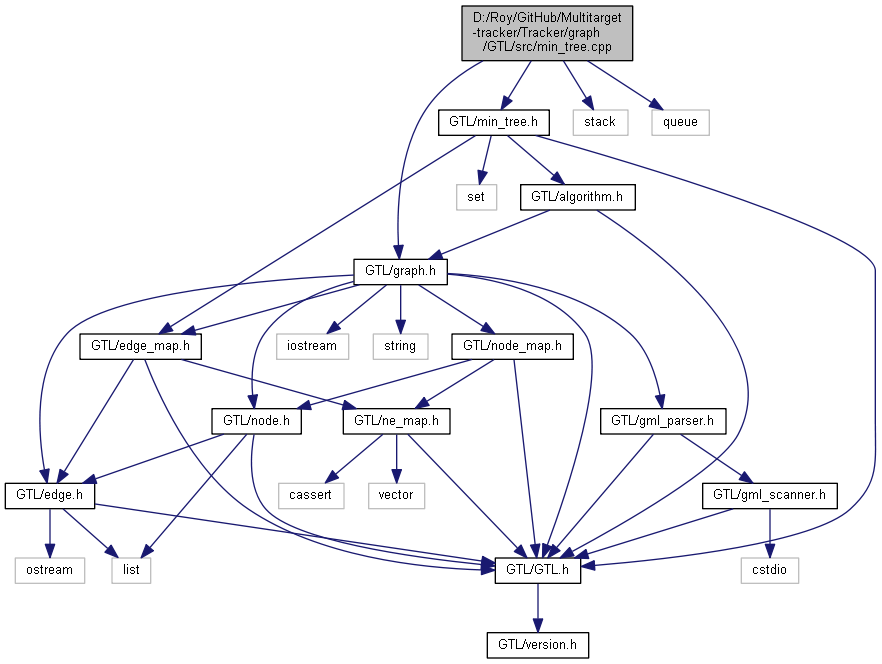 D:/Roy/GitHub/Multitarget
-tracker/Tracker/graph
/GTL/src/min_tree.cpp
GTL/min_tree.h
stack
queue
set
GTL/algorithm.h
GTL/graph.h
GTL/edge_map.h
iostream
string
GTL/node_map.h
GTL/node.h
GTL/ne_map.h
GTL/gml_parser.h
GTL/edge.h
cassert
vector
GTL/gml_scanner.h
ostream
list
GTL/GTL.h
cstdio
GTL/version.h